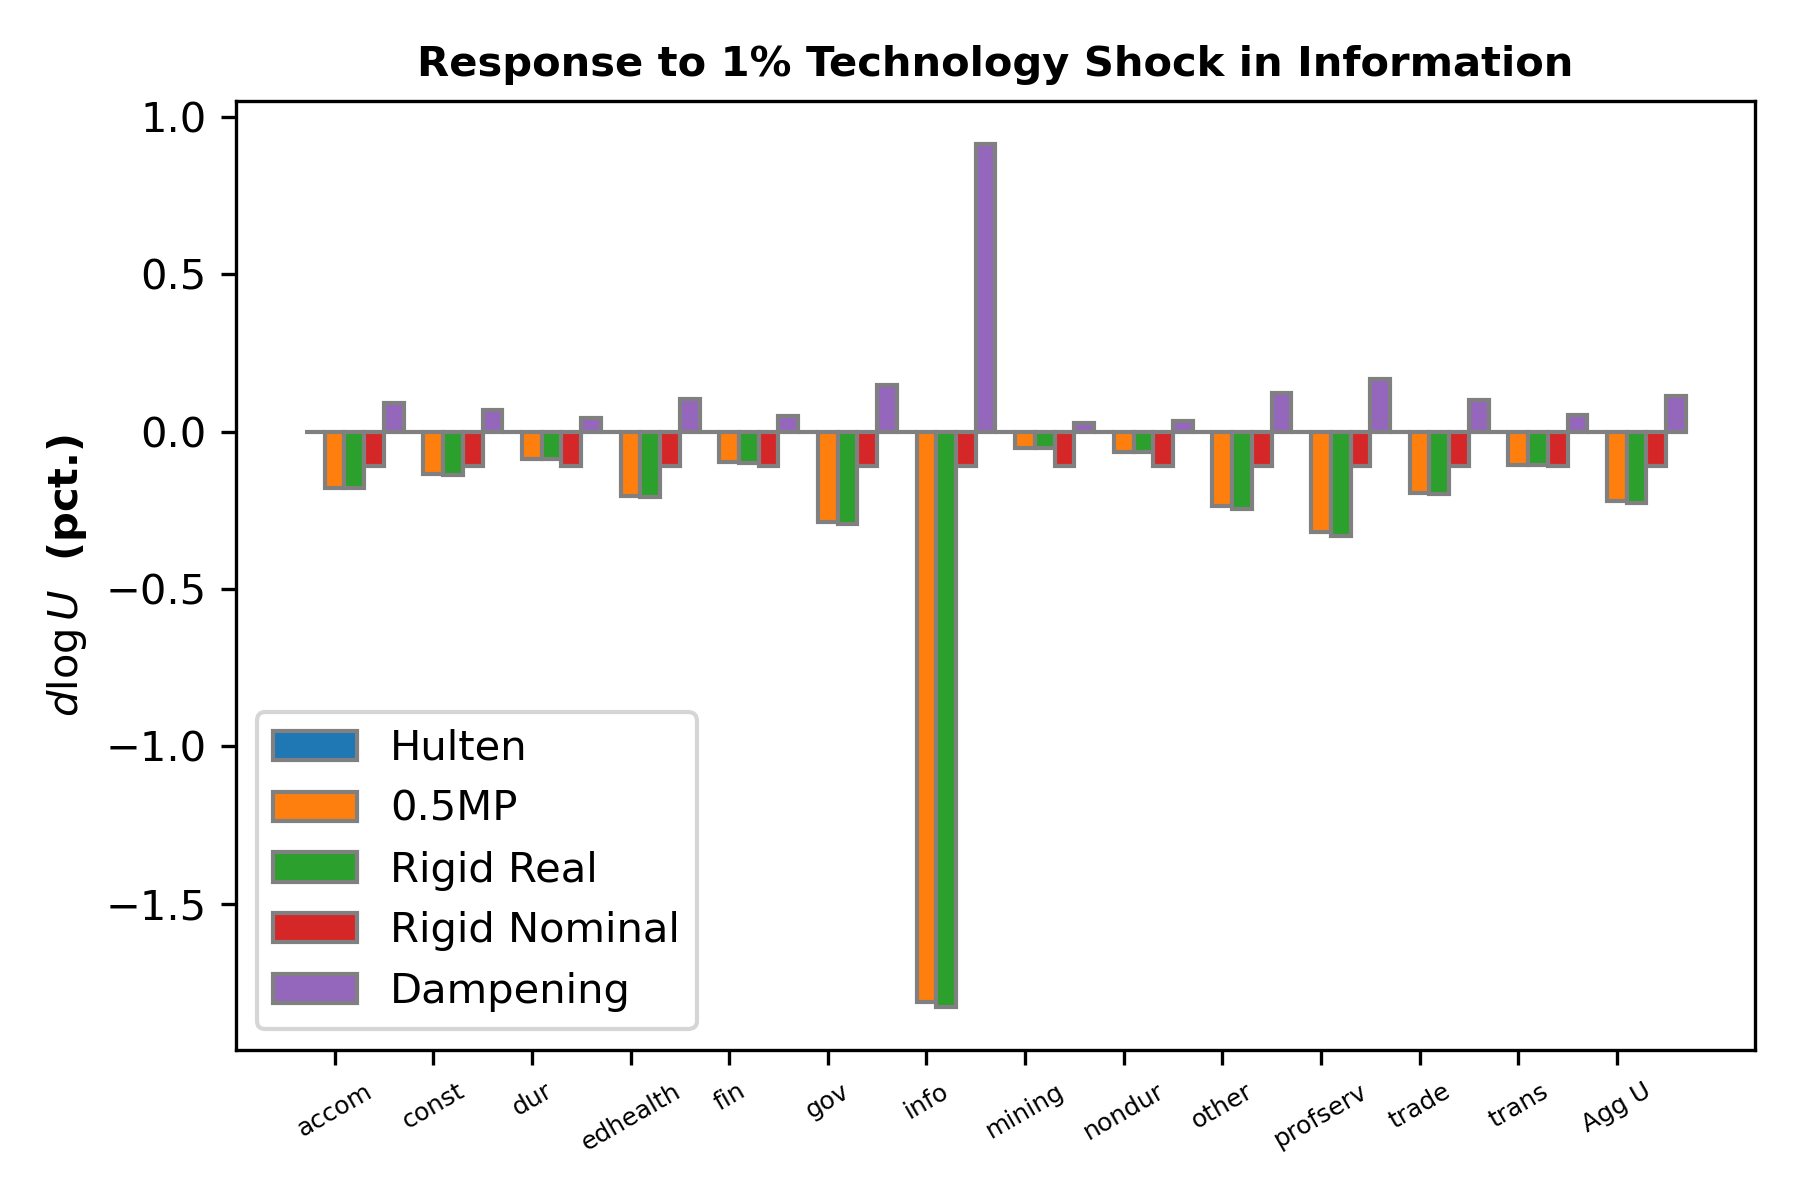 Response to 1% Technology Shock in Information
1.0
0.5
0.0
−0.5
−1.0
−1.5
d log U (pct.)
Hulten
0.5MP
Rigid Real
Rigid Nominal
Dampening
accom
const
dur
edhealth
fin
gov
info
mining
nondur
other
profserv
trade
trans
Agg U